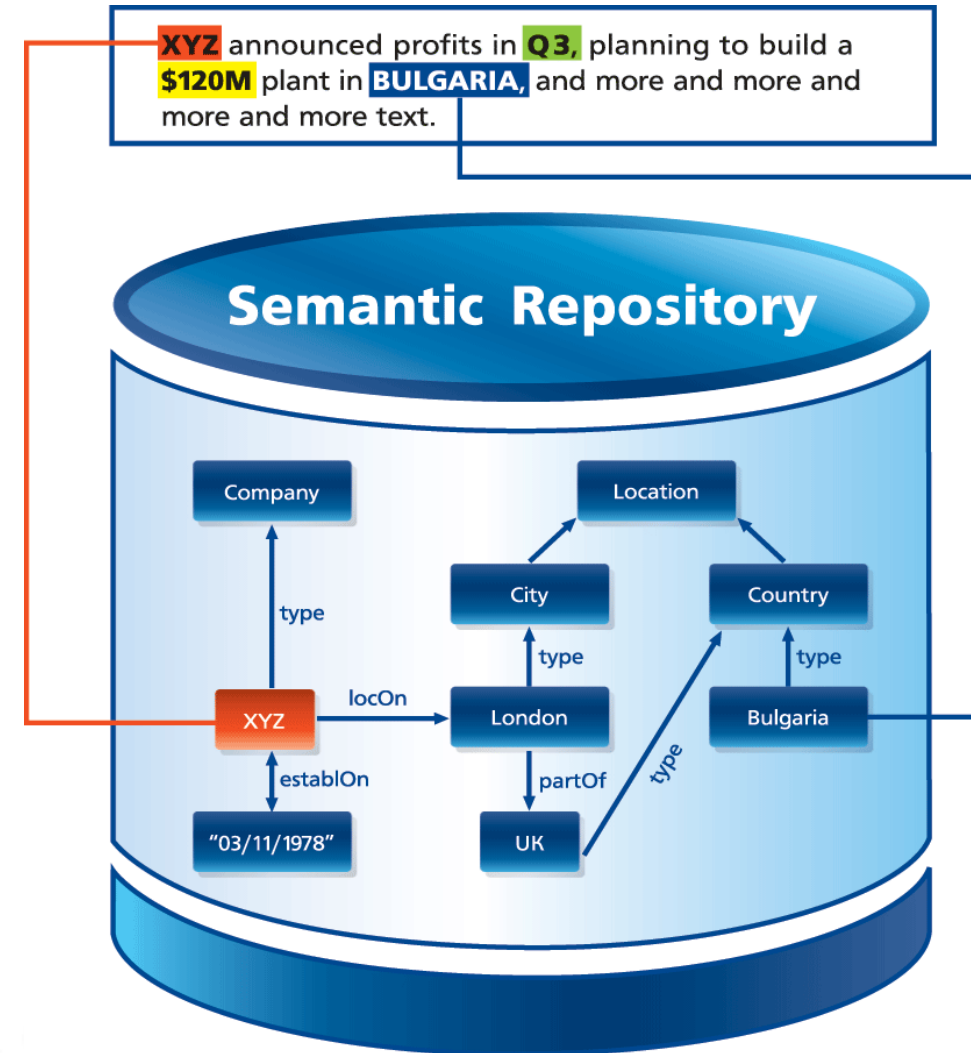 XYZ announced profits in Q3, planning to build a
$120M plant in BULGARIA, and more and more and
more and more text.
Semantic Repository
Company
Location
City
Country
type
type
type
XYZ
locOn
London
Bulgaria
establOn
partOf
type
"03/11/1978"
UK